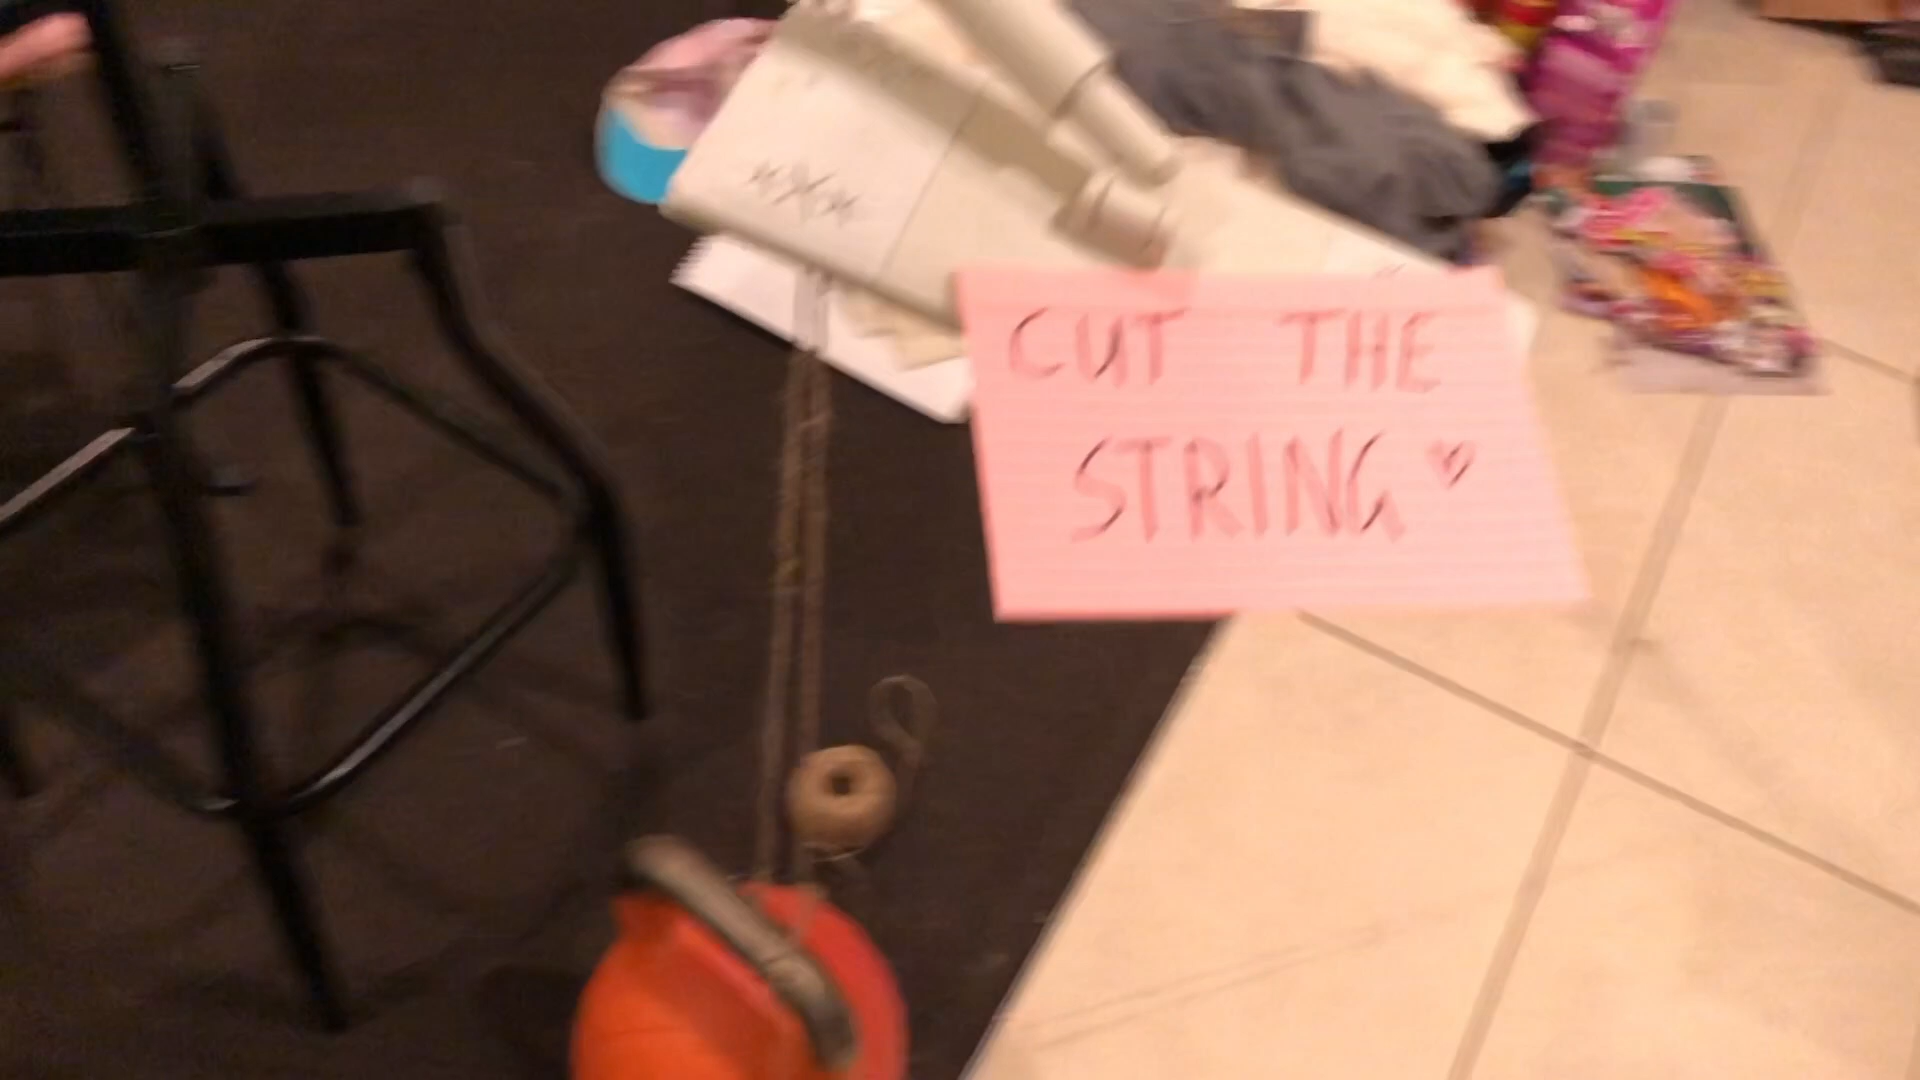 CUT THE
STRING ♥